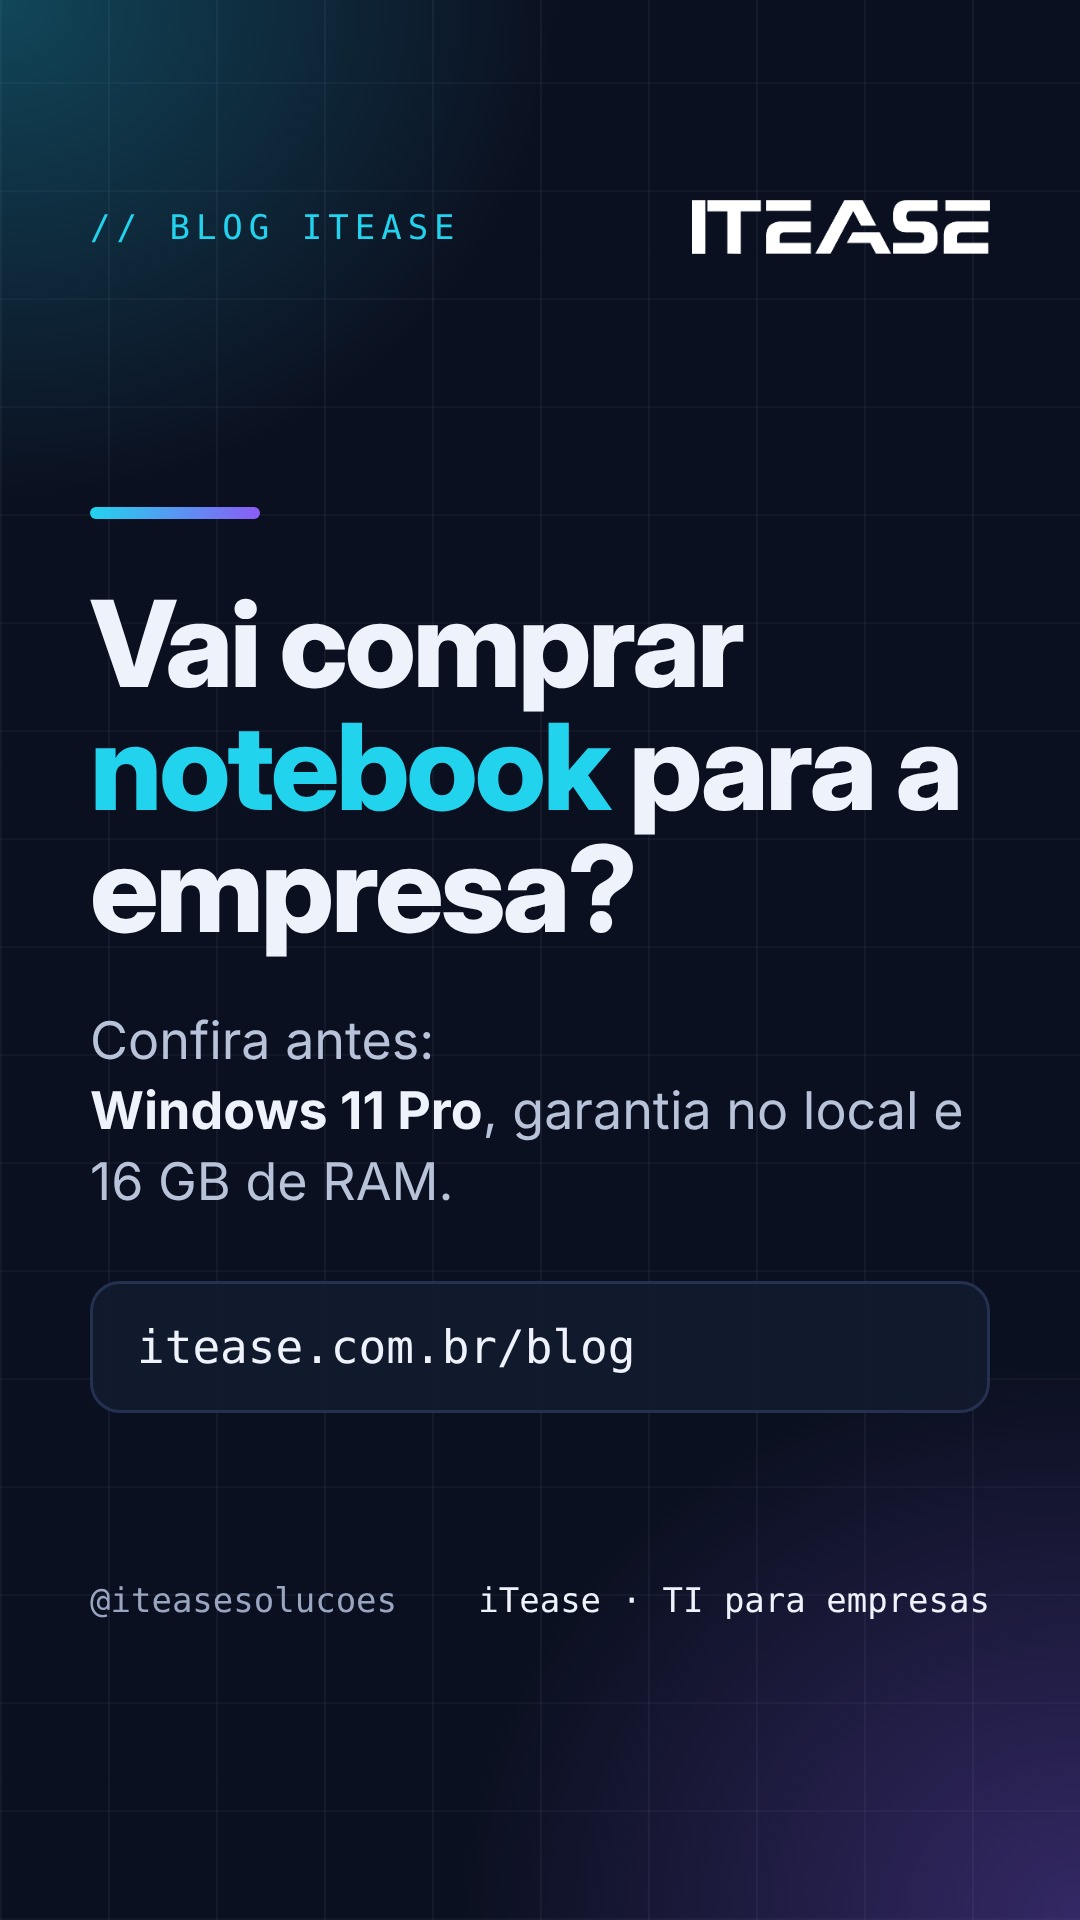 // BLOG ITEASE
ITEASE
Vai comprar
notebook para a
empresa?
Confira antes:
Windows 11 Pro, garantia no local e
16 GB de RAM.
itease.com.br/blog
@iteasesolucoes
iTease · TI para empresas